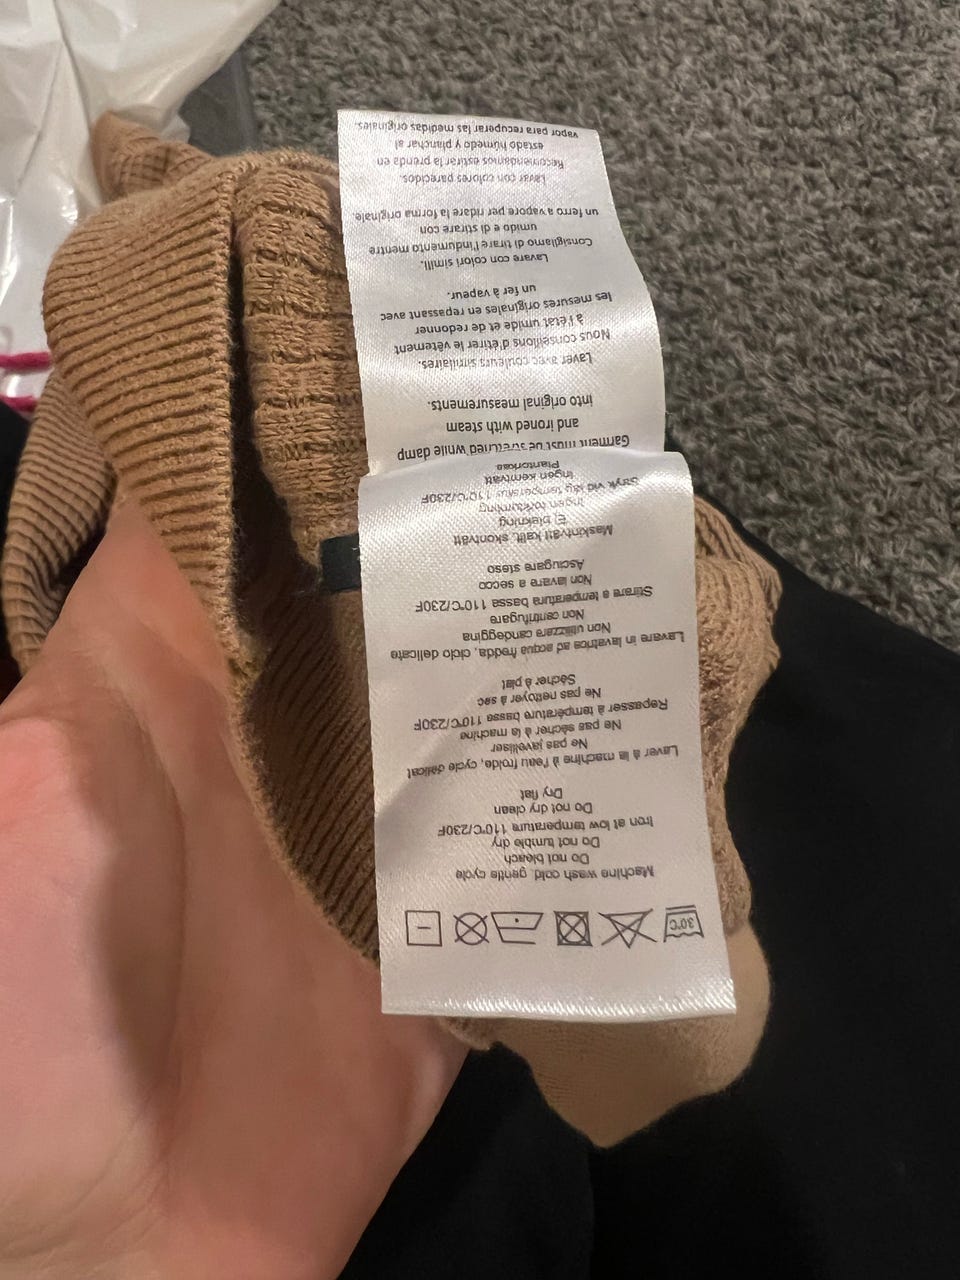 30°C
Machine wash cold, gentle cycle
Do not bleach
Do not tumble dry
Iron at low temperature 110°C/230F
Do not dry clean
Dry flat
Laver à la machine à l'eau froide, cycle délicat
Ne pas javelliser
Ne pas sécher à la machine
Repasser à température basse 110°C/230F
Ne pas nettoyer à sec
Sécher à plat
Lavare in lavatrice ad acqua fredda, ciclo delicate
Non utilizzare candeggina
Non centrifugare
Stirare a temperatura bassa 110°C/230F
Non lavare a secco
Asciugare steso
Maskintvätt kallt, skontvätt
Ej blekning
Ingen torktumling
Stryk vid låg temperatur 110°C/230F
Ingen kemtvätt
Plantorkas
Garment must be stretched while damp
and ironed with steam
into original measurements.
Laver avec couleurs similaires.
Nous conseillons d'étirer le vêtement
à l'état umide et de redonner
les mesures originales en repassant avec
un fer à vapeur.
Lavare con colori simili.
Consigliamo di tirare l'indumento mentre
umido e di stirare con
un ferro a vapore per ridare la forma originale.
Lavar con colores parecidos.
Recomendamos estirar la prenda en
estado húmedo y planchar al
vapor para recuperar las medidas originales.